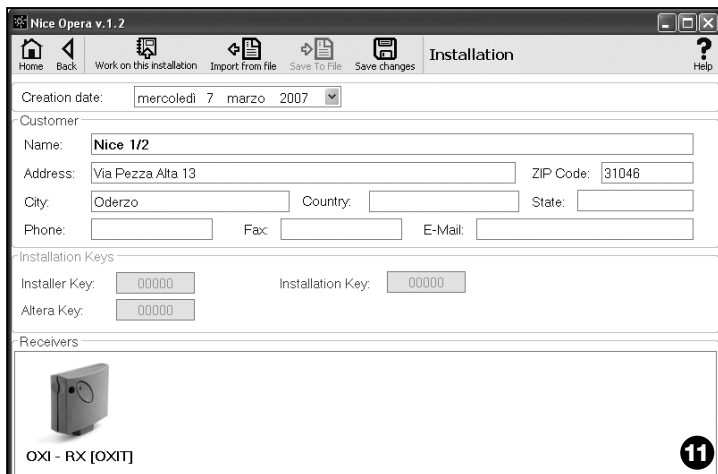 Nice Opera v.1.2
Home Back Work on this installation Import from file Save To File Save changes Installation ? Help
Creation date: mercoledì 7 marzo 2007
Customer
Name: Nice 1/2
Address: Via Pezza Alta 13 ZIP Code: 31046
City: Oderzo Country: State:
Phone: Fax: E-Mail:
Installation Keys
Installer Key: 00000 Installation Key: 00000
Altera Key: 00000
Receivers
OXI - RX [OXIT]
11